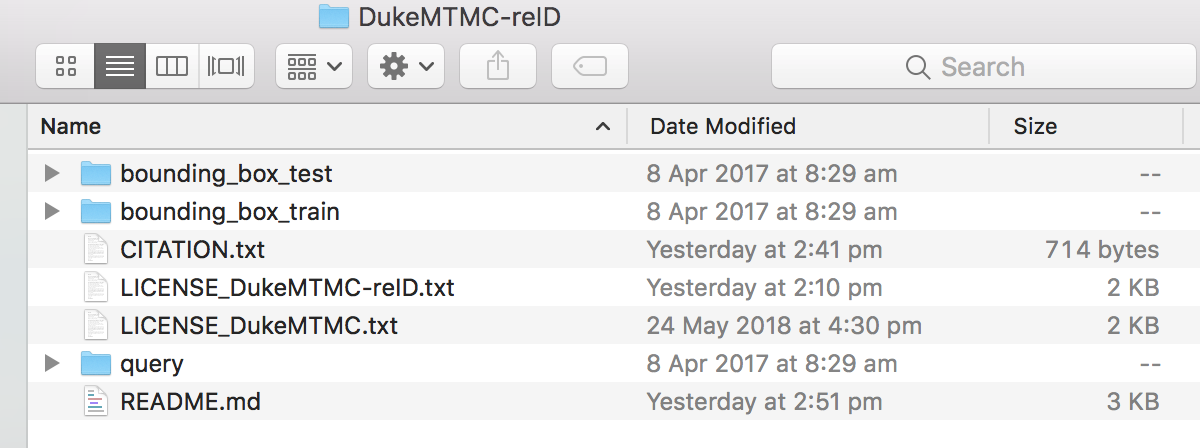 DukeMTMC-reID
Search
Name Date Modified Size
bounding_box_test 8 Apr 2017 at 8:29 am --
bounding_box_train 8 Apr 2017 at 8:29 am --
CITATION.txt Yesterday at 2:41 pm 714 bytes
LICENSE_DukeMTMC-reID.txt Yesterday at 2:10 pm 2 KB
LICENSE_DukeMTMC.txt 24 May 2018 at 4:30 pm 2 KB
query 8 Apr 2017 at 8:29 am --
README.md Yesterday at 2:51 pm 3 KB